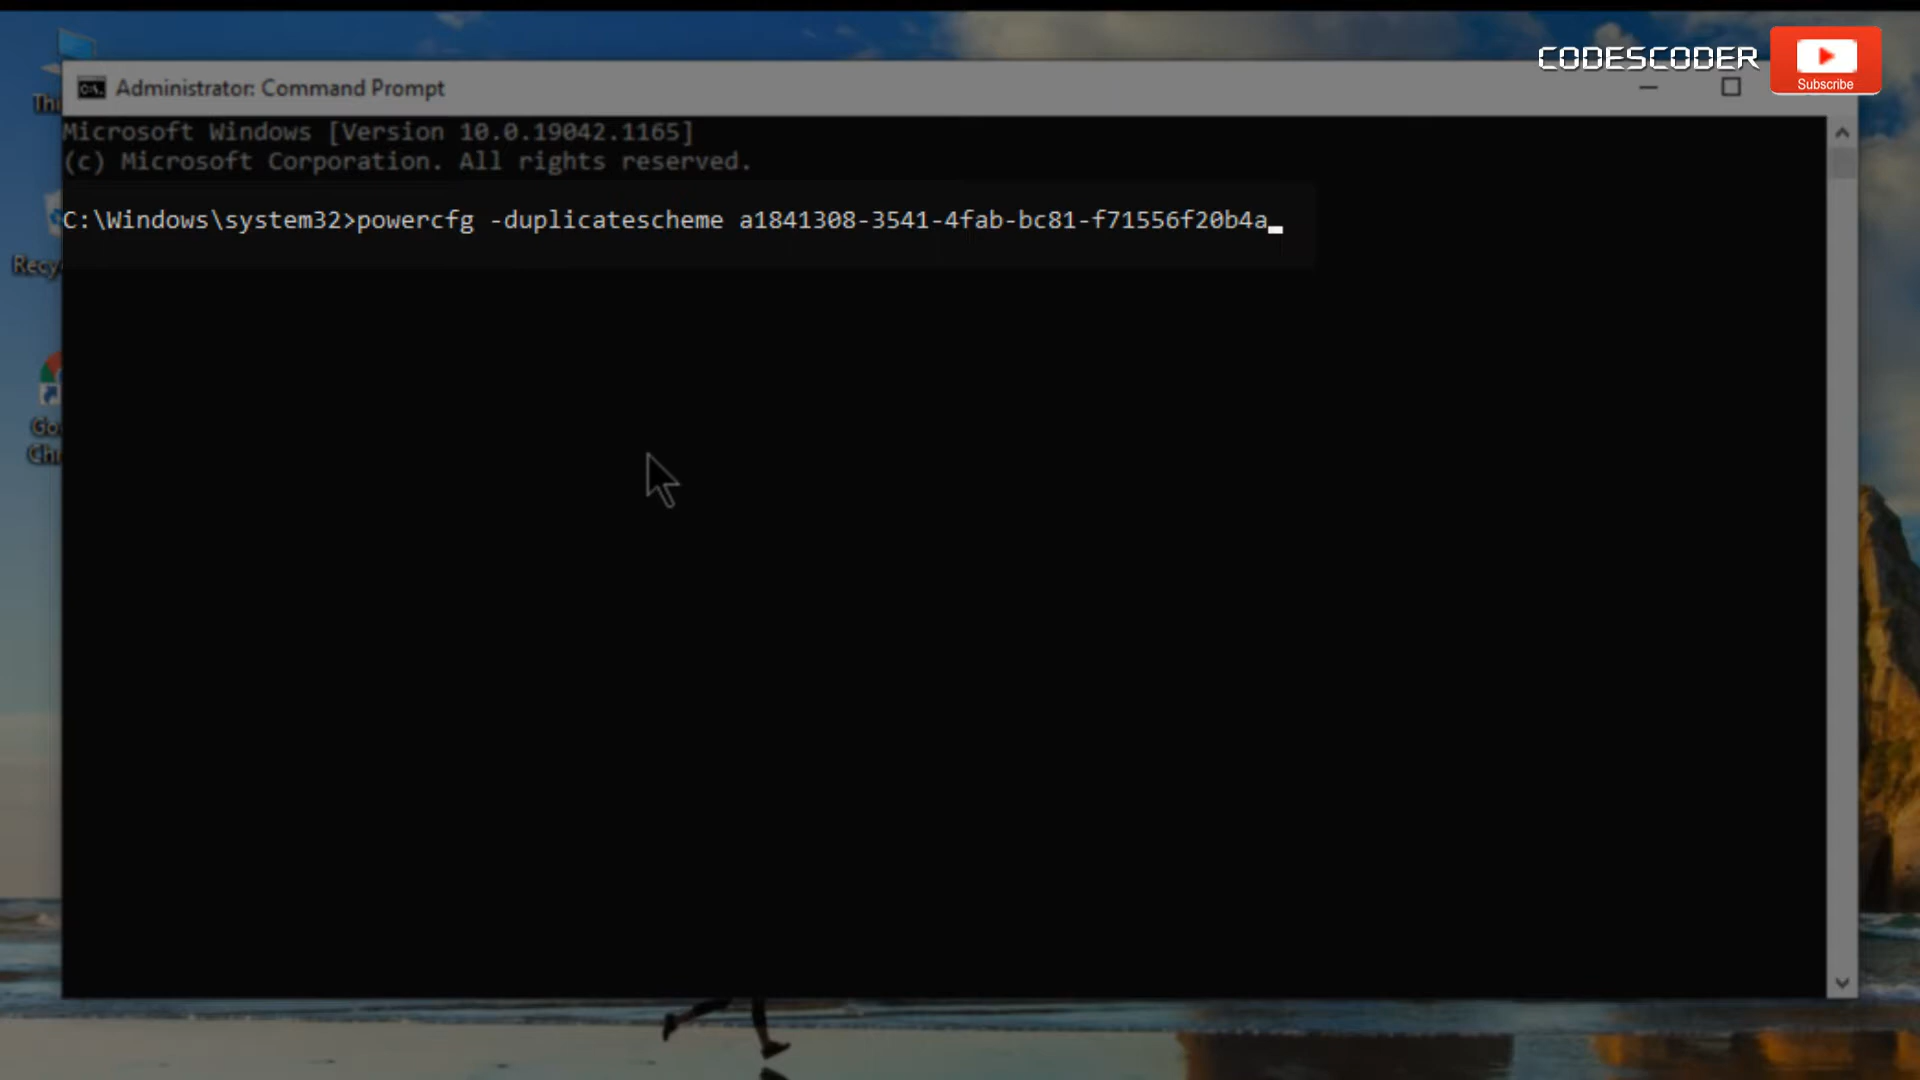 CODESCODER
Subscribe
Administrator: Command Prompt
Microsoft Windows [Version 10.0.19042.1165]
(c) Microsoft Corporation. All rights reserved.
C:\Windows\system32>powercfg -duplicatescheme a1841308-3541-4fab-bc81-f71556f20b4a